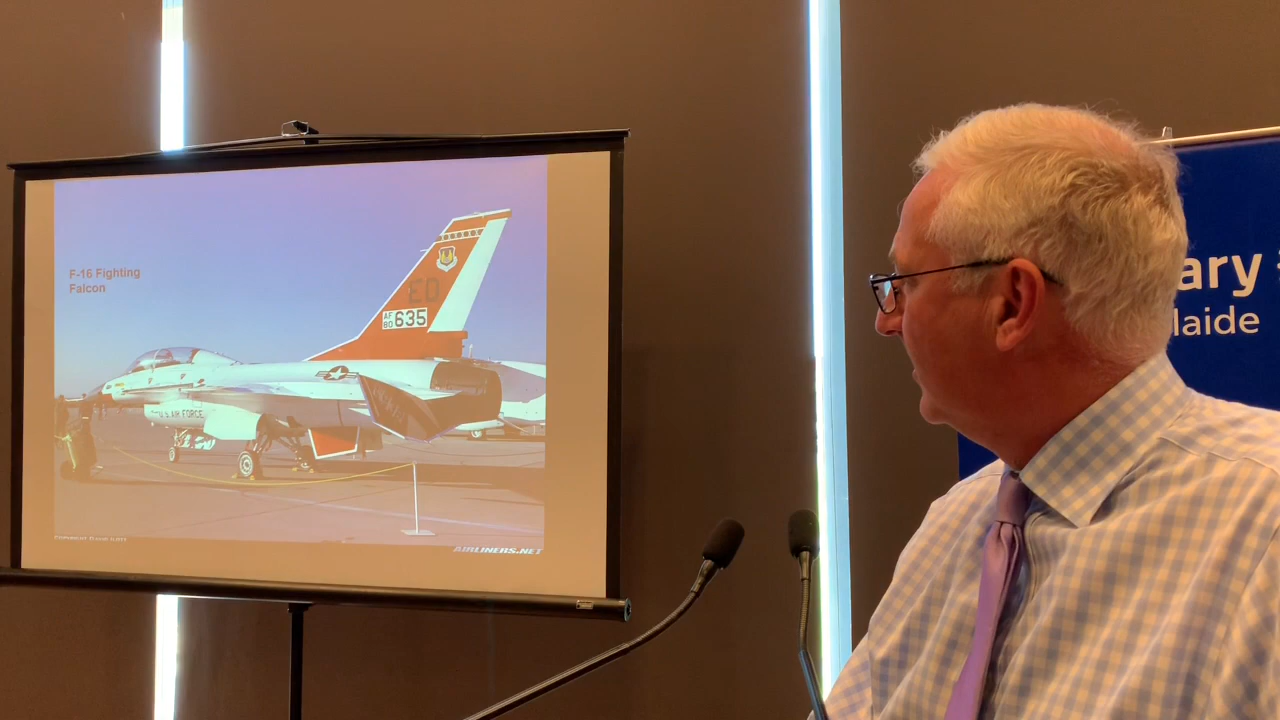 F-16 Fighting
Falcon
ED
AF
80 635
U.S. AIR FORCE
AIRLINERS.NET
ary
laide